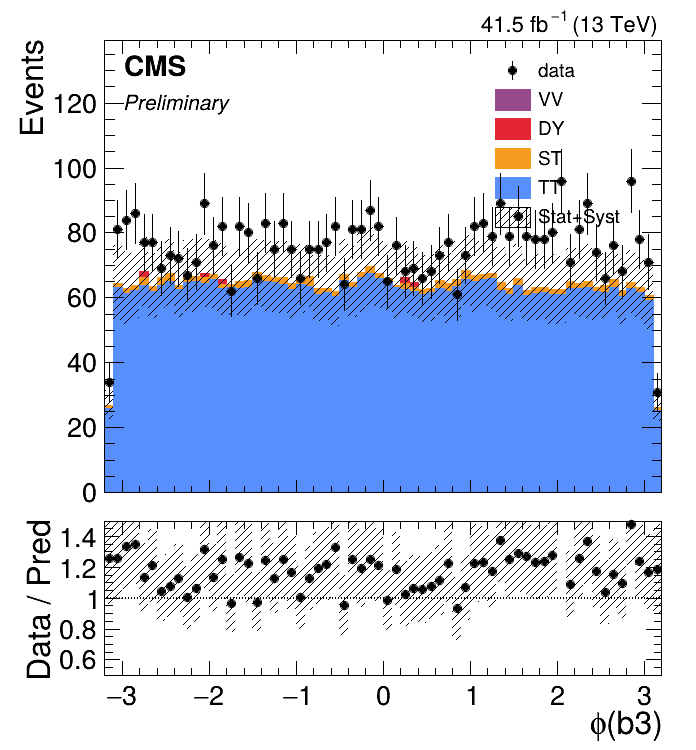 41.5 fb⁻¹ (13 TeV)
Events
CMS
Preliminary
data
VV
DY
ST
TT
Stat+Syst
120
100
80
60
40
20
0
Data / Pred
1.4
1.2
1
0.8
0.6
−3 −2 −1 0 1 2 3
ϕ(b3)